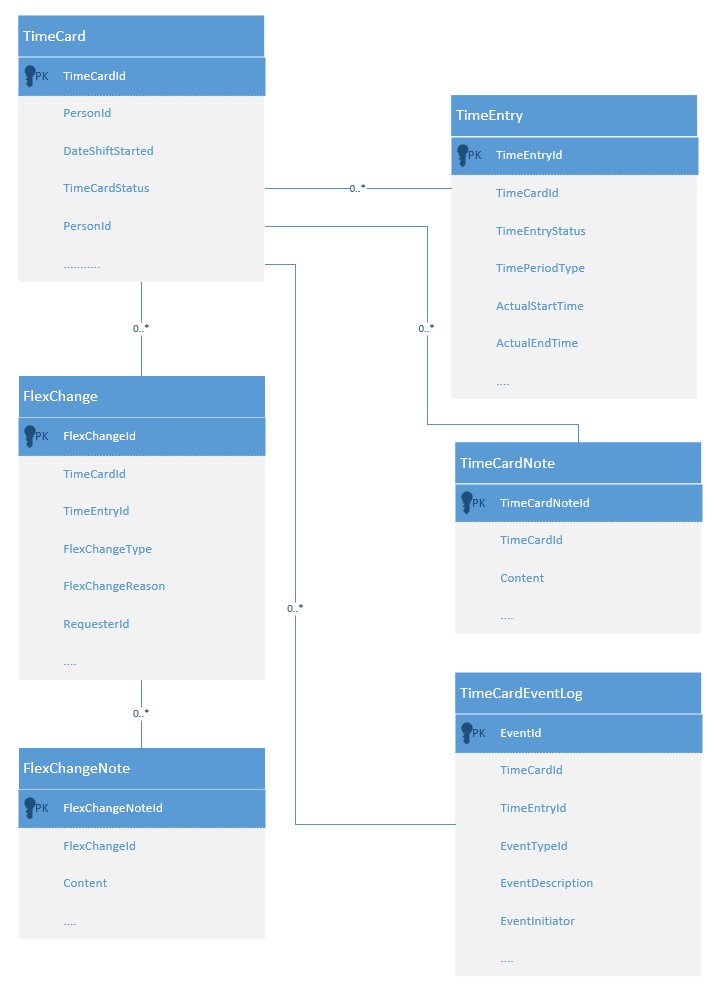 TimeCard
PK TimeCardId
PersonId
DateShiftStarted
TimeCardStatus
PersonId
...........
0..*
0..*
0..*
0..*
TimeEntry
PK TimeEntryId
TimeCardId
TimeEntryStatus
TimePeriodType
ActualStartTime
ActualEndTime
....
FlexChange
PK FlexChangeId
TimeCardId
TimeEntryId
FlexChangeType
FlexChangeReason
RequesterId
....
0..*
TimeCardNote
PK TimeCardNoteId
TimeCardId
Content
....
FlexChangeNote
PK FlexChangeNoteId
FlexChangeId
Content
....
TimeCardEventLog
PK EventId
TimeCardId
TimeEntryId
EventTypeId
EventDescription
EventInitiator
....